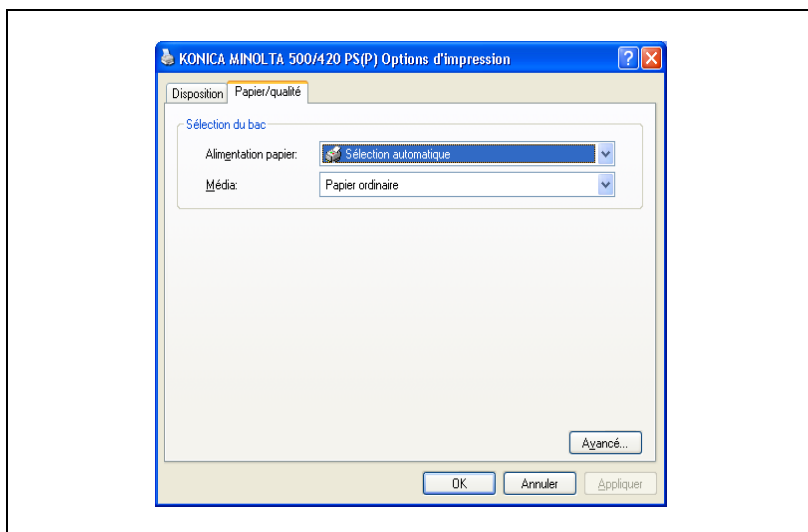 KONICA MINOLTA 500/420 PS(P) Options d'impression
Disposition Papier/qualité
Sélection du bac
Alimentation papier: Sélection automatique
Média: Papier ordinaire
Avancé...
OK Annuler Appliquer